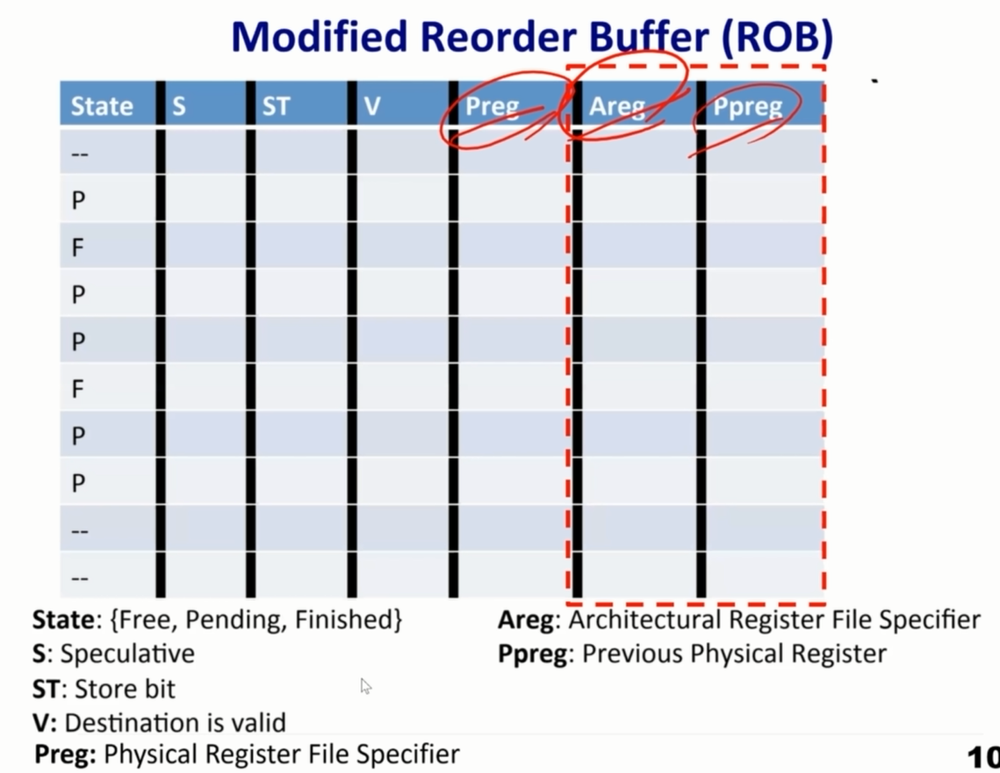 Modified Reorder Buffer (ROB)
State S ST V Preg Areg Ppreg
--
P
F
P
P
F
P
P
--
--
State: {Free, Pending, Finished}
S: Speculative
ST: Store bit
V: Destination is valid
Preg: Physical Register File Specifier
Areg: Architectural Register File Specifier
Ppreg: Previous Physical Register
10